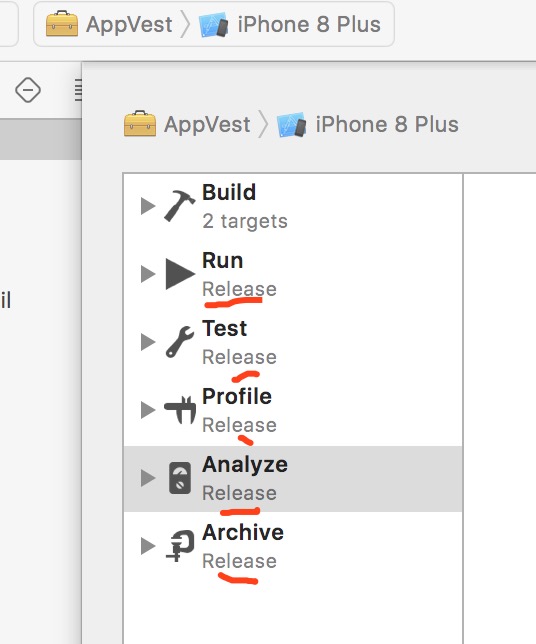 AppVest iPhone 8 Plus
AppVest iPhone 8 Plus
Build
2 targets
Run
Release
il
Test
Release
Profile
Release
Analyze
Release
Archive
Release